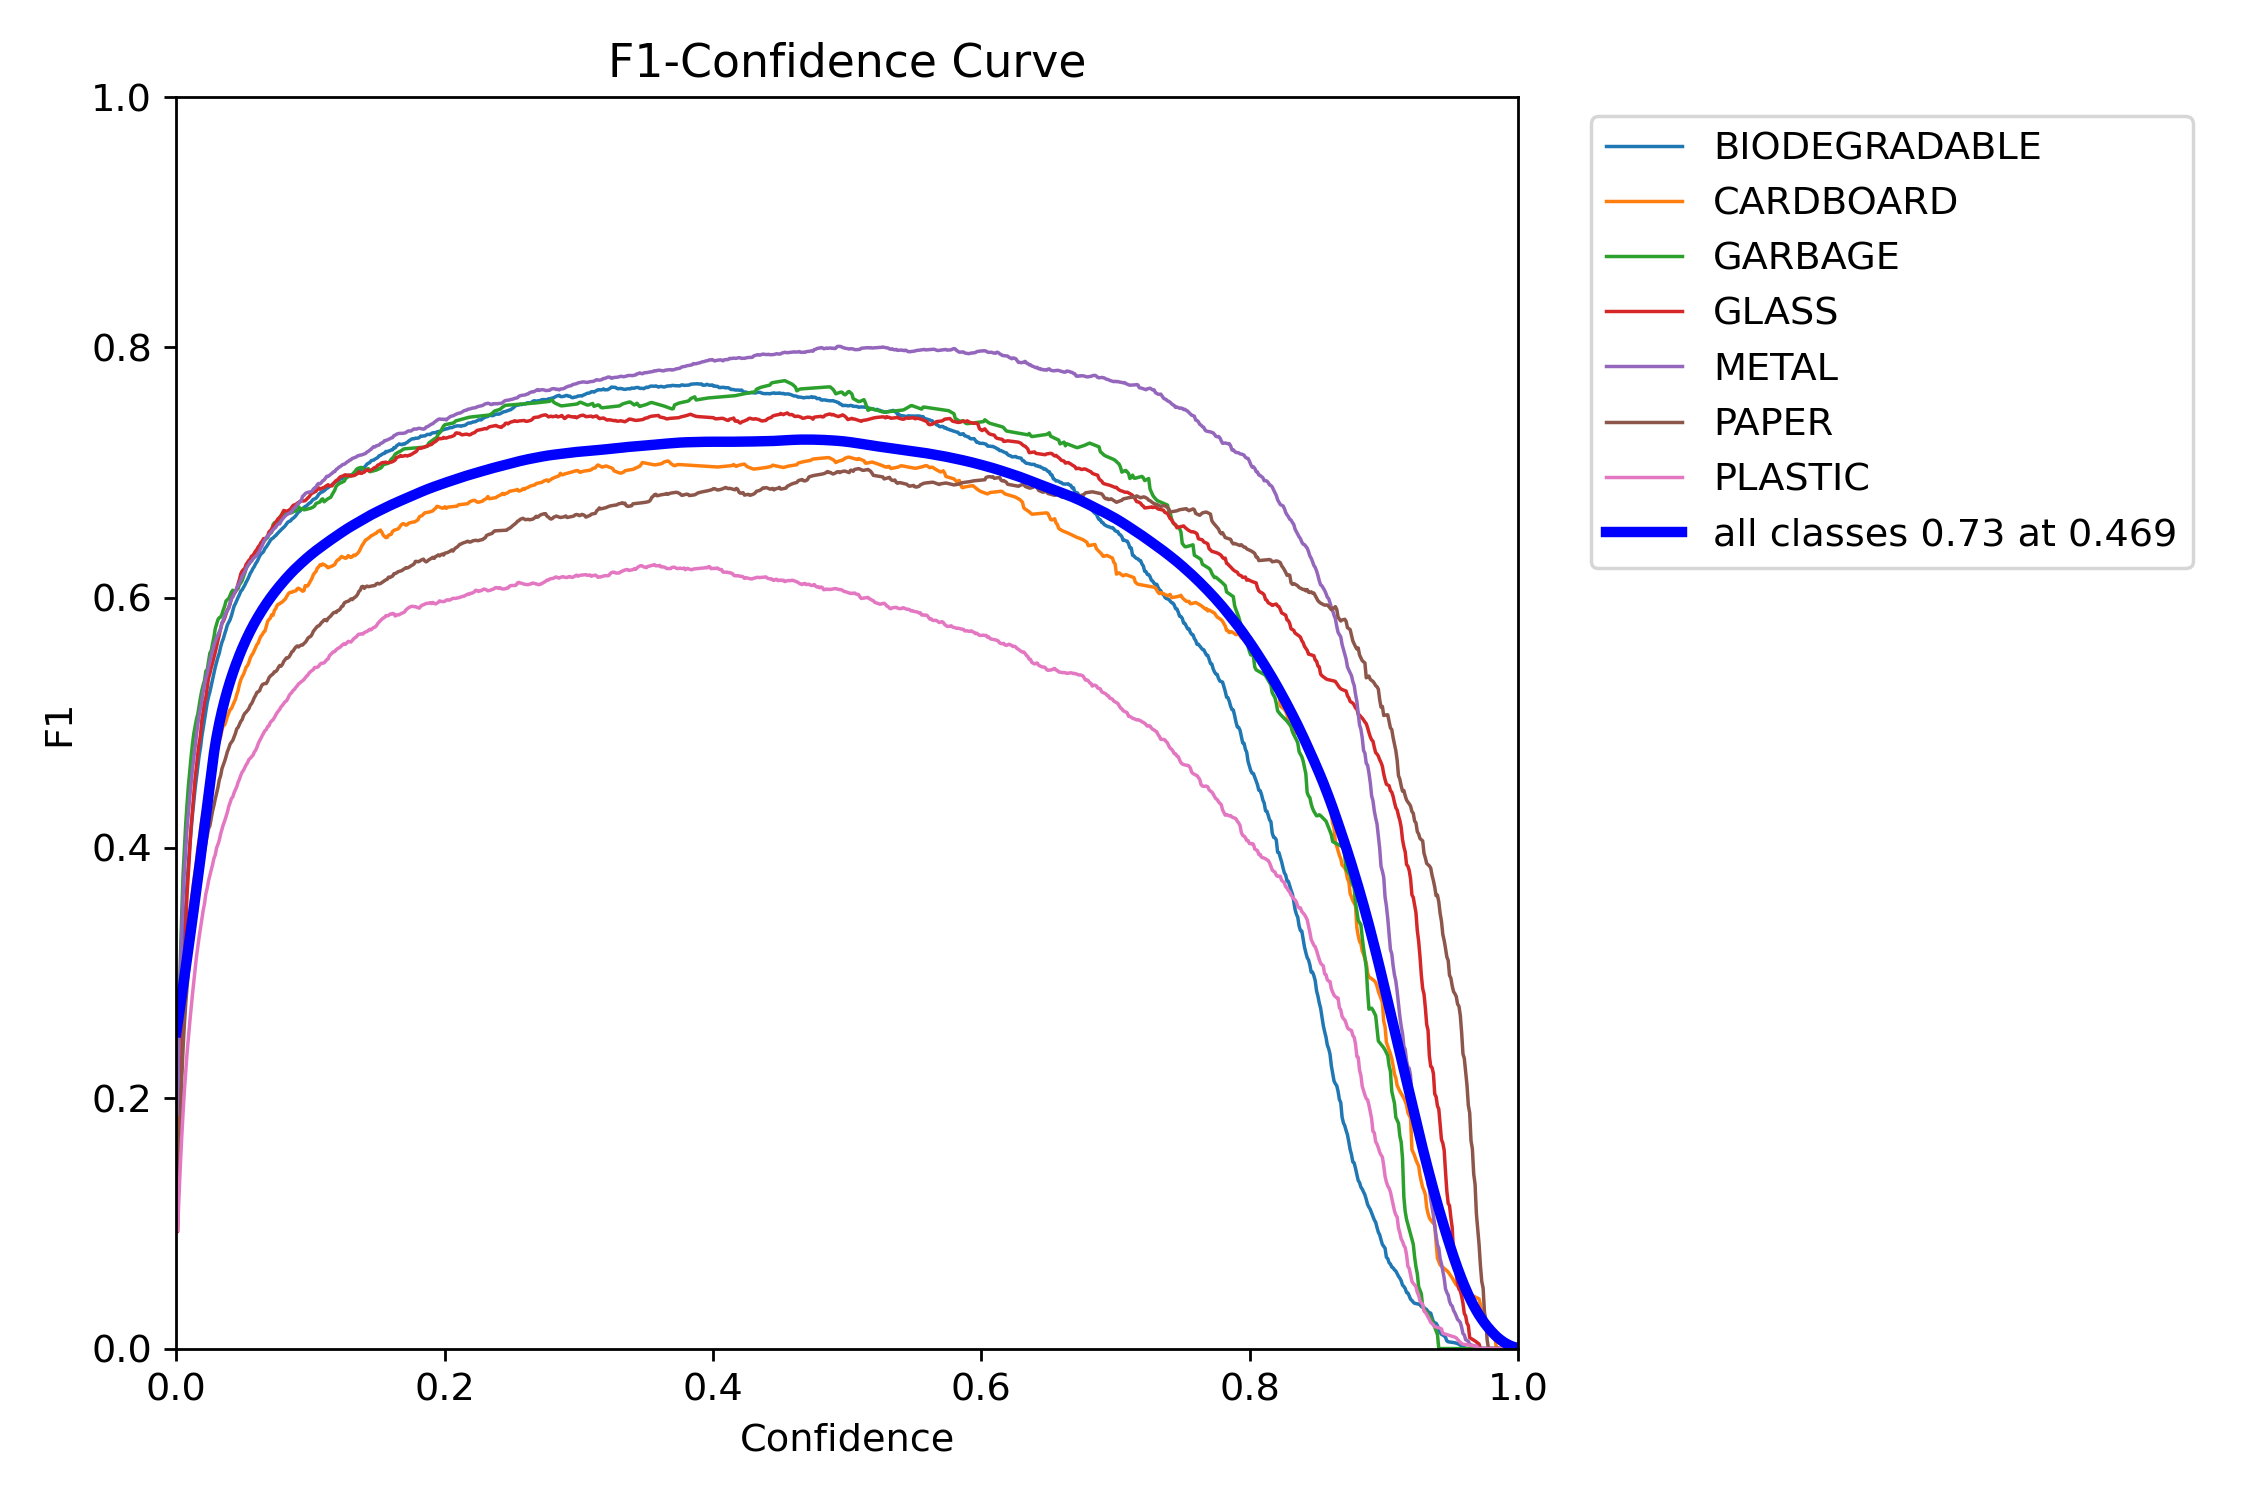 F1-Confidence Curve
1.0
0.8
0.6
0.4
0.2
0.0
F1
0.0 0.2 0.4 0.6 0.8 1.0
Confidence
BIODEGRADABLE
CARDBOARD
GARBAGE
GLASS
METAL
PAPER
PLASTIC
all classes 0.73 at 0.469